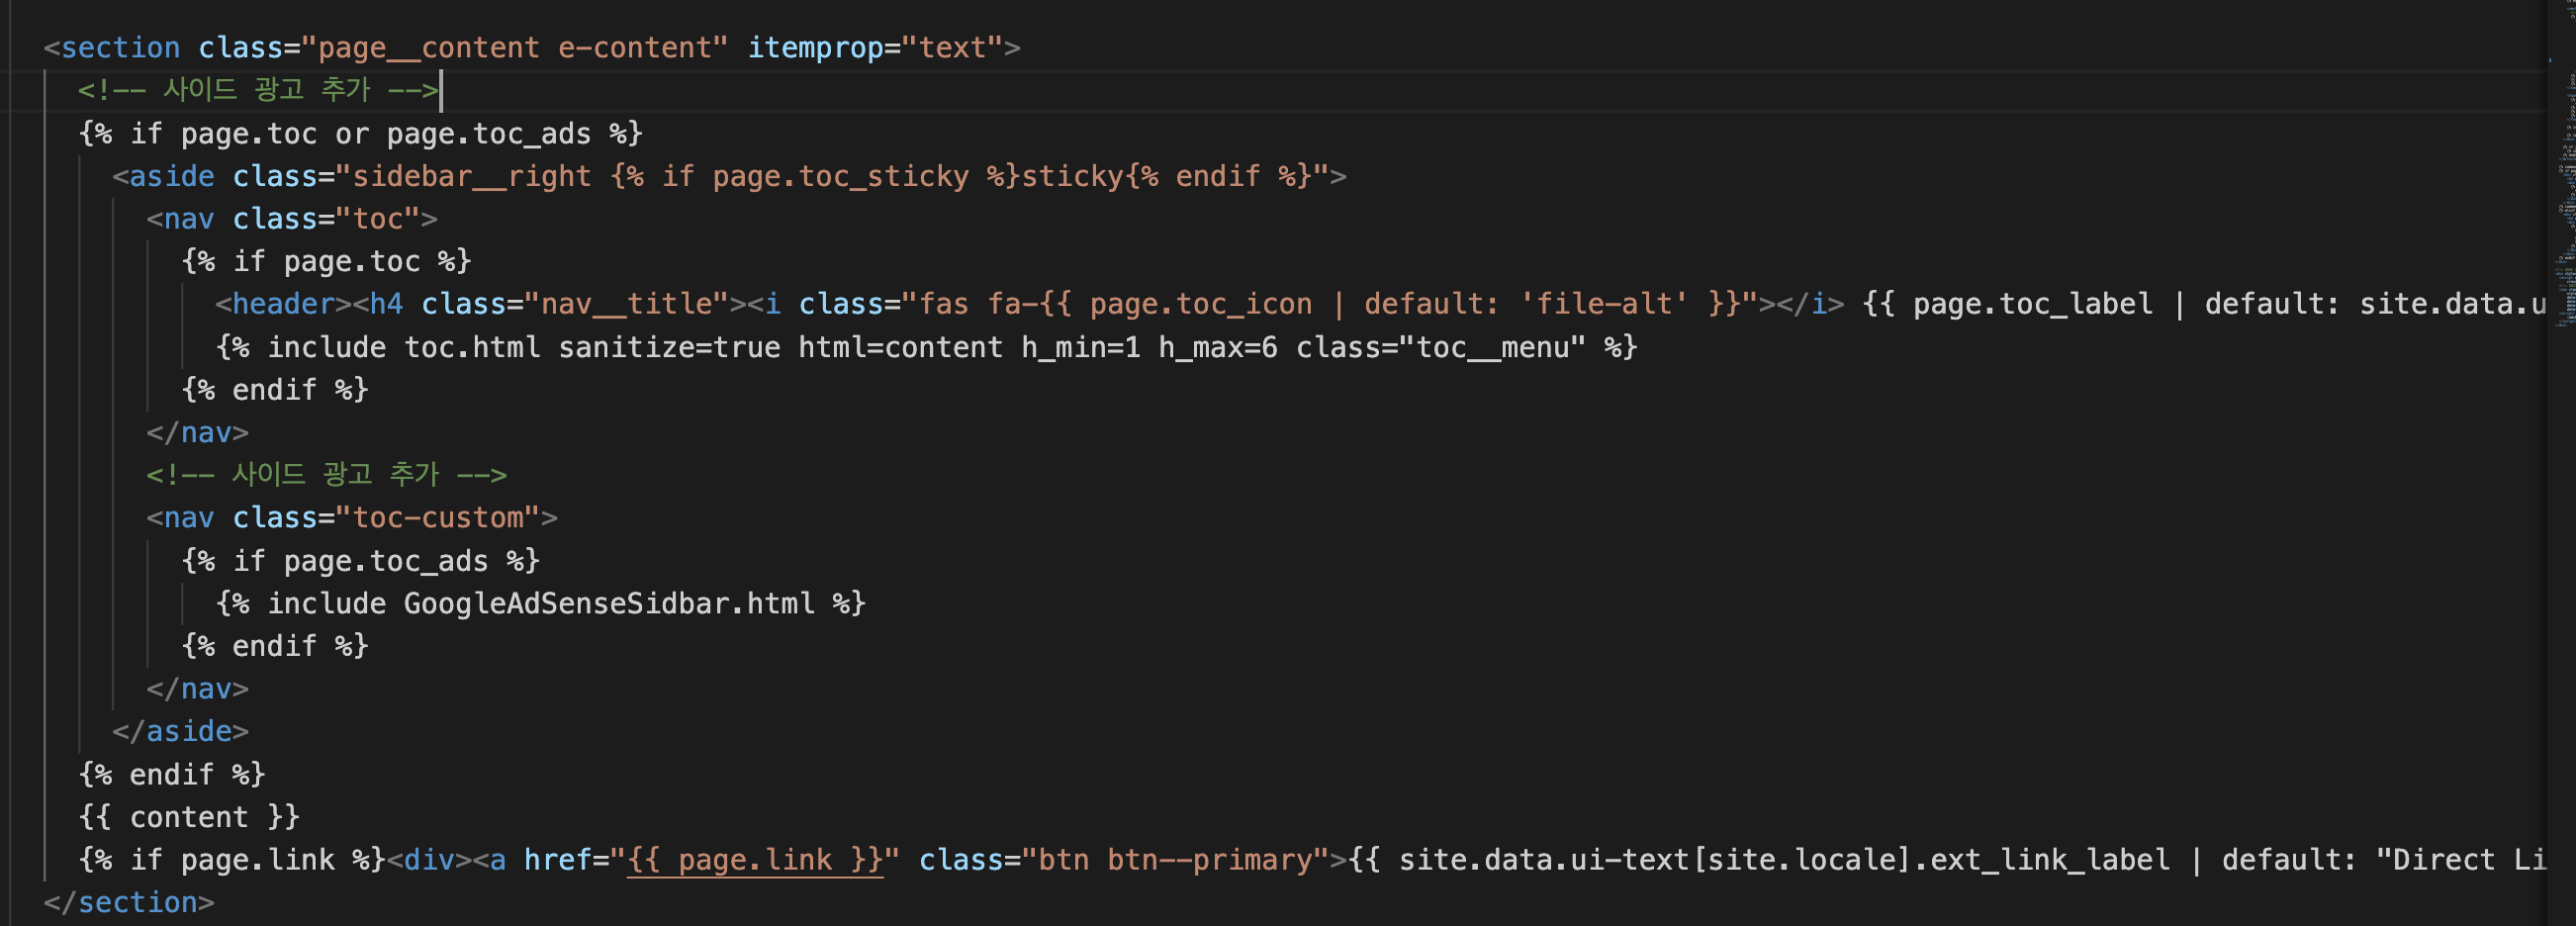 <section class="page__content e-content" itemprop="text">
<!-- 사이드 광고 추가 -->
{% if page.toc or page.toc_ads %}
<aside class="sidebar__right {% if page.toc_sticky %}sticky{% endif %}">
<nav class="toc">
{% if page.toc %}
<header><h4 class="nav__title"><i class="fas fa-{{ page.toc_icon | default: 'file-alt' }}"></i> {{ page.toc_label | default: site.data.u
{% include toc.html sanitize=true html=content h_min=1 h_max=6 class="toc__menu" %}
{% endif %}
</nav>
<!-- 사이드 광고 추가 -->
<nav class="toc-custom">
{% if page.toc_ads %}
{% include GoogleAdSenseSidbar.html %}
{% endif %}
</nav>
</aside>
{% endif %}
{{ content }}
{% if page.link %}<div><a href="{{ page.link }}" class="btn btn--primary">{{ site.data.ui-text[site.locale].ext_link_label | default: "Direct Li
</section>